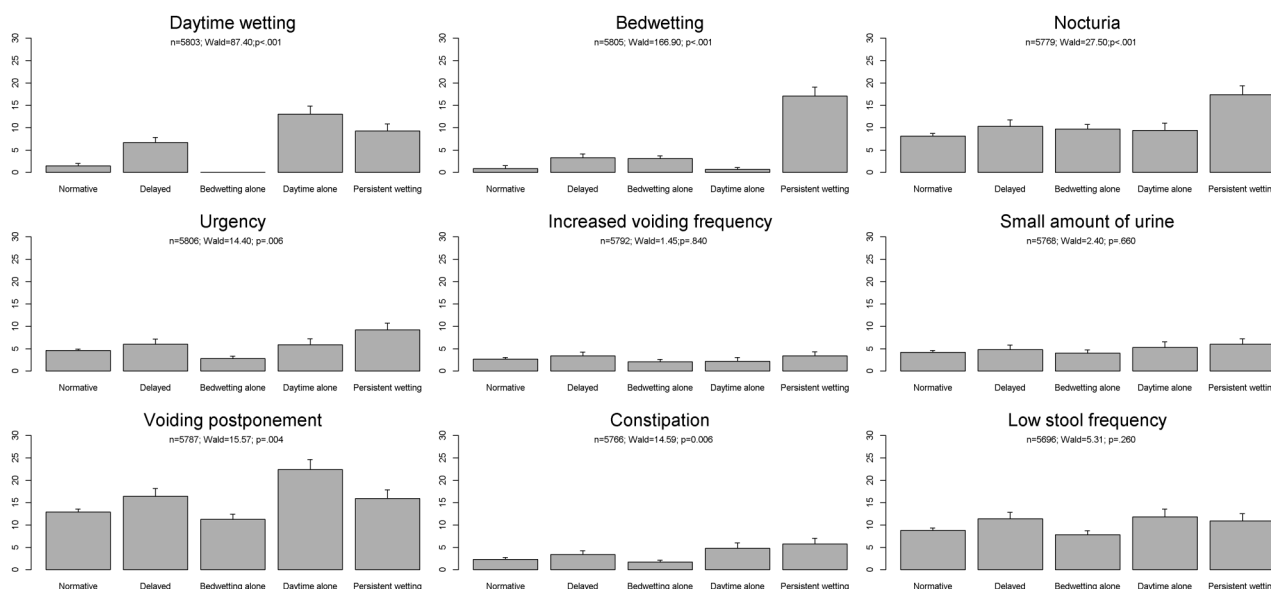 Daytime wetting
n=5803; Wald=87.40;p<.001
30
25
20
15
10
5
0
Normative Delayed Bedwetting alone Daytime alone Persistent wetting
Bedwetting
n=5805; Wald=166.90; p<.001
30
25
20
15
10
5
0
Normative Delayed Bedwetting alone Daytime alone Persistent wetting
Nocturia
n=5779; Wald=27.50;p<.001
30
25
20
15
10
5
0
Normative Delayed Bedwetting alone Daytime alone Persistent wetting
Urgency
n=5806; Wald=14.40; p=.006
30
25
20
15
10
5
0
Normative Delayed Bedwetting alone Daytime alone Persistent wetting
Increased voiding frequency
n=5792; Wald=1.45;p=.840
30
25
20
15
10
5
0
Normative Delayed Bedwetting alone Daytime alone Persistent wetting
Small amount of urine
n=5768; Wald=2.40; p=.660
30
25
20
15
10
5
0
Normative Delayed Bedwetting alone Daytime alone Persistent wetting
Voiding postponement
n=5787; Wald=15.57; p=.004
30
25
20
15
10
5
0
Normative Delayed Bedwetting alone Daytime alone Persistent wetting
Constipation
n=5766; Wald=14.59; p=0.006
30
25
20
15
10
5
0
Normative Delayed Bedwetting alone Daytime alone Persistent wetting
Low stool frequency
n=5696; Wald=5.31; p=.260
30
25
20
15
10
5
0
Normative Delayed Bedwetting alone Daytime alone Persistent wetting